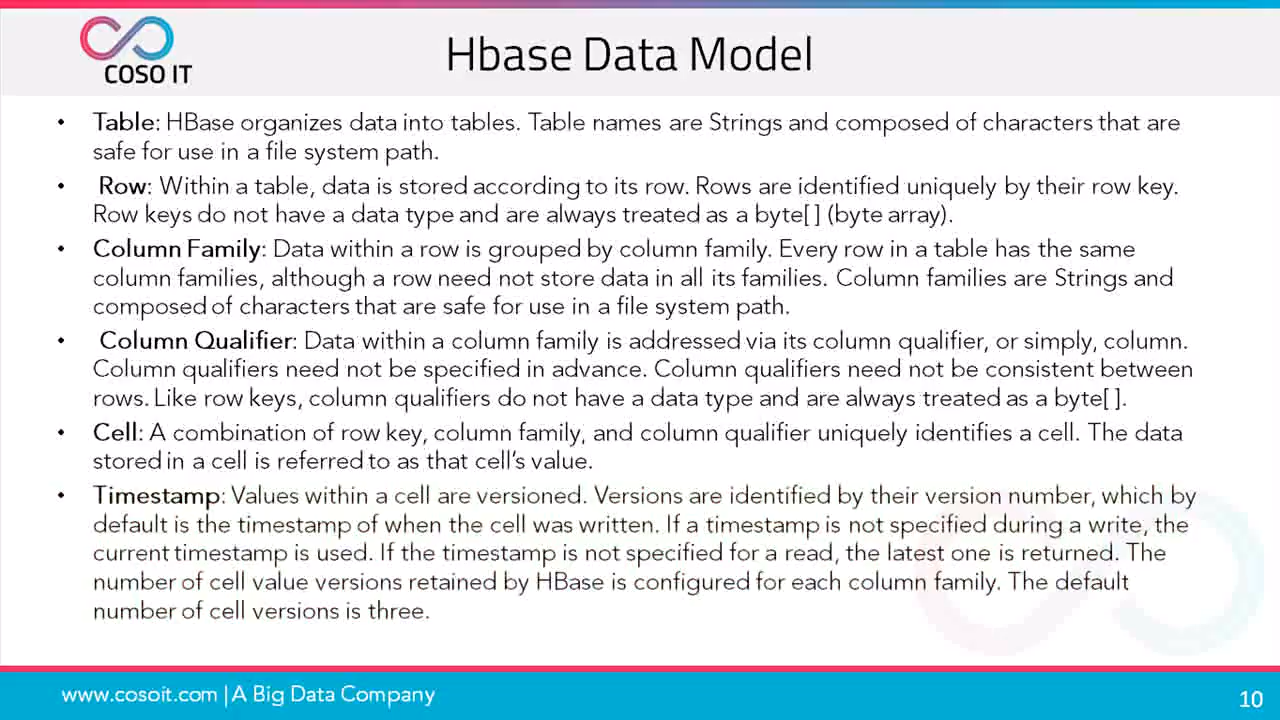 COSO IT
Hbase Data Model
• Table: HBase organizes data into tables. Table names are Strings and composed of characters that are
safe for use in a file system path.
• Row: Within a table, data is stored according to its row. Rows are identified uniquely by their row key.
Row keys do not have a data type and are always treated as a byte[ ] (byte array).
• Column Family: Data within a row is grouped by column family. Every row in a table has the same
column families, although a row need not store data in all its families. Column families are Strings and
composed of characters that are safe for use in a file system path.
• Column Qualifier: Data within a column family is addressed via its column qualifier, or simply, column.
Column qualifiers need not be specified in advance. Column qualifiers need not be consistent between
rows. Like row keys, column qualifiers do not have a data type and are always treated as a byte[ ].
• Cell: A combination of row key, column family, and column qualifier uniquely identifies a cell. The data
stored in a cell is referred to as that cell's value.
• Timestamp: Values within a cell are versioned. Versions are identified by their version number, which by
default is the timestamp of when the cell was written. If a timestamp is not specified during a write, the
current timestamp is used. If the timestamp is not specified for a read, the latest one is returned. The
number of cell value versions retained by HBase is configured for each column family. The default
number of cell versions is three.
www.cosoit.com | A Big Data Company
10